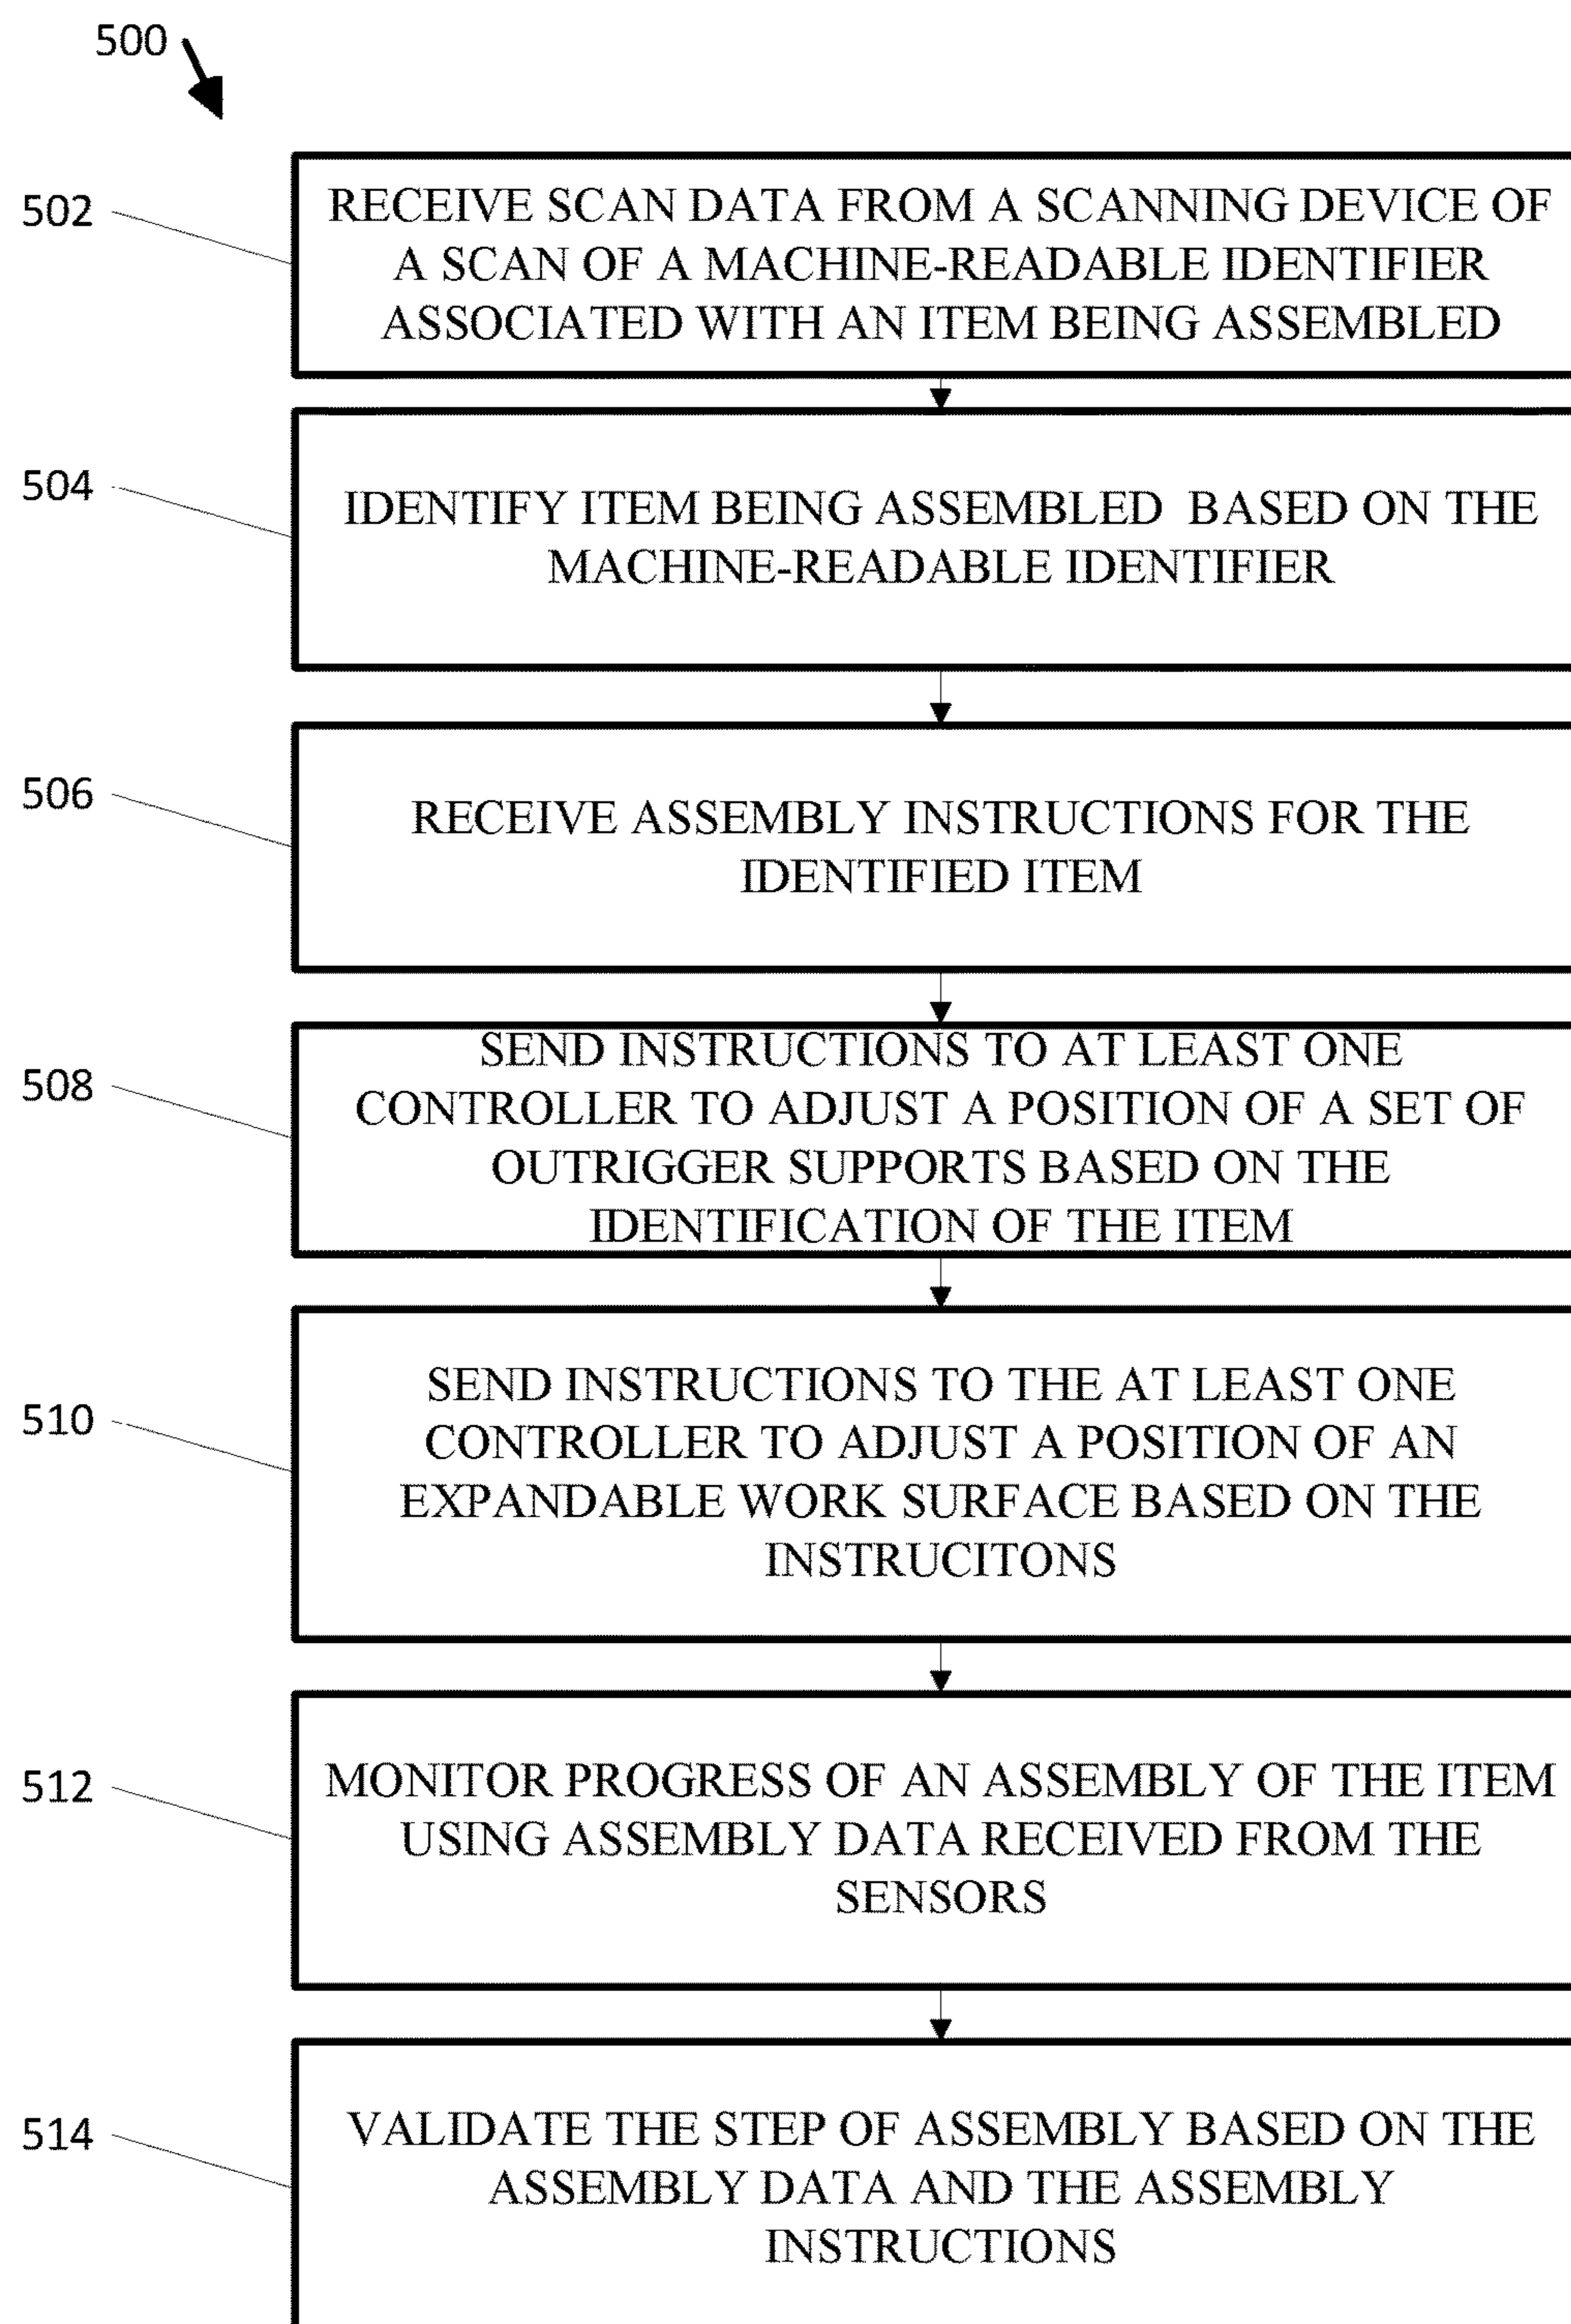 500
502
RECEIVE SCAN DATA FROM A SCANNING DEVICE OF
A SCAN OF A MACHINE-READABLE IDENTIFIER
ASSOCIATED WITH AN ITEM BEING ASSEMBLED
504
IDENTIFY ITEM BEING ASSEMBLED  BASED ON THE
MACHINE-READABLE IDENTIFIER
506
RECEIVE ASSEMBLY INSTRUCTIONS FOR THE
IDENTIFIED ITEM
508
SEND INSTRUCTIONS TO AT LEAST ONE
CONTROLLER TO ADJUST A POSITION OF A SET OF
OUTRIGGER SUPPORTS BASED ON THE
IDENTIFICATION OF THE ITEM
510
SEND INSTRUCTIONS TO THE AT LEAST ONE
CONTROLLER TO ADJUST A POSITION OF AN
EXPANDABLE WORK SURFACE BASED ON THE
INSTRUCITONS
512
MONITOR PROGRESS OF AN ASSEMBLY OF THE ITEM
USING ASSEMBLY DATA RECEIVED FROM THE
SENSORS
514
VALIDATE THE STEP OF ASSEMBLY BASED ON THE
ASSEMBLY DATA AND THE ASSEMBLY
INSTRUCTIONS